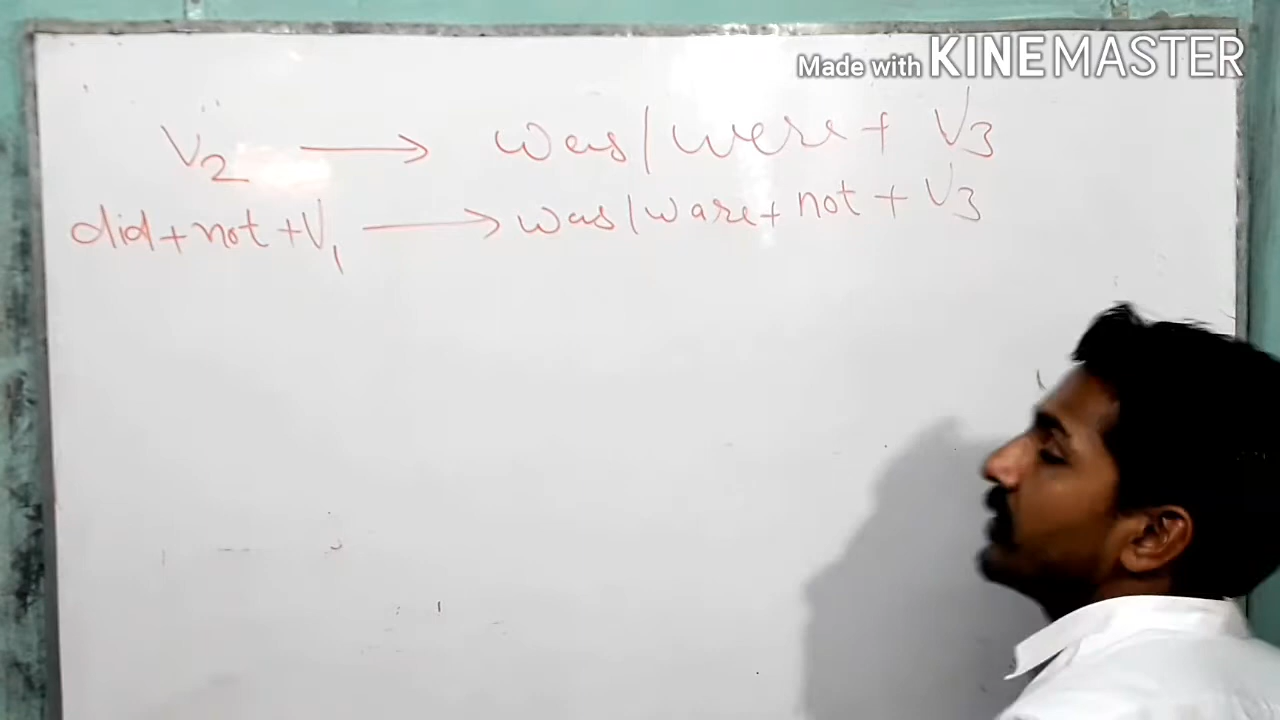 Made with KINEMASTER
V2 → was/were + V3
did + not + V1 → was/ware + not + V3